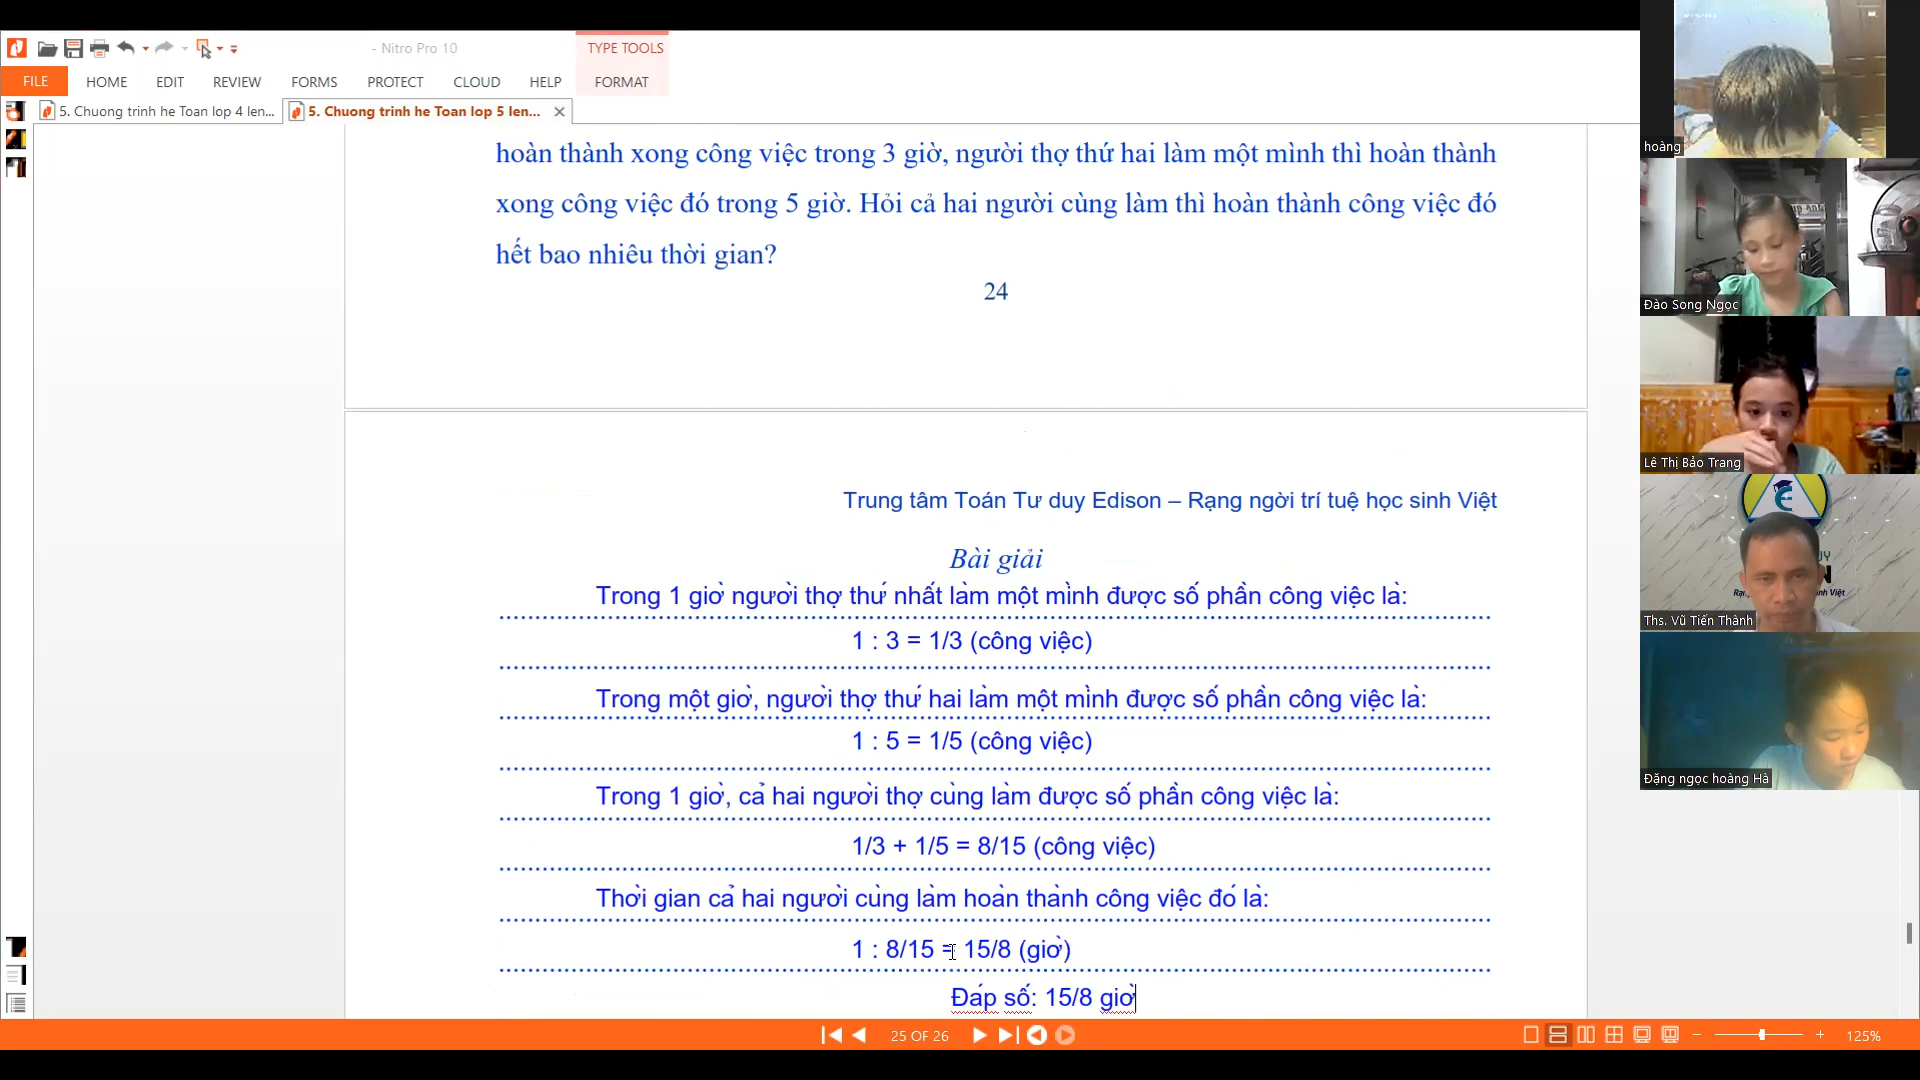 - Nitro Pro 10
TYPE TOOLS
FILE HOME EDIT REVIEW FORMS PROTECT CLOUD HELP FORMAT
5. Chuong trinh he Toan lop 4 len... 5. Chuong trinh he Toan lop 5 len...
hoàn thành xong công việc trong 3 giờ, người thợ thứ hai làm một mình thì hoàn thành
xong công việc đó trong 5 giờ. Hỏi cả hai người cùng làm thì hoàn thành công việc đó
hết bao nhiêu thời gian?
24
Trung tâm Toán Tư duy Edison – Rạng ngời trí tuệ học sinh Việt
Bài giải
Trong 1 giờ người thợ thứ nhất làm một mình được số phần công việc là:
1 : 3 = 1/3 (công việc)
Trong một giờ, người thợ thứ hai làm một mình được số phần công việc là:
1 : 5 = 1/5 (công việc)
Trong 1 giờ, cả hai người thợ cùng làm được số phần công việc là:
1/3 + 1/5 = 8/15 (công việc)
Thời gian cả hai người cùng làm hoàn thành công việc đó là:
1 : 8/15 = 15/8 (giờ)
Đáp số: 15/8 giờ
25 OF 26
125%
hoàng
Đào Song Ngọc
Lê Thị Bảo Trang
Ths. Vũ Tiến Thành
Đặng ngọc hoàng Hà